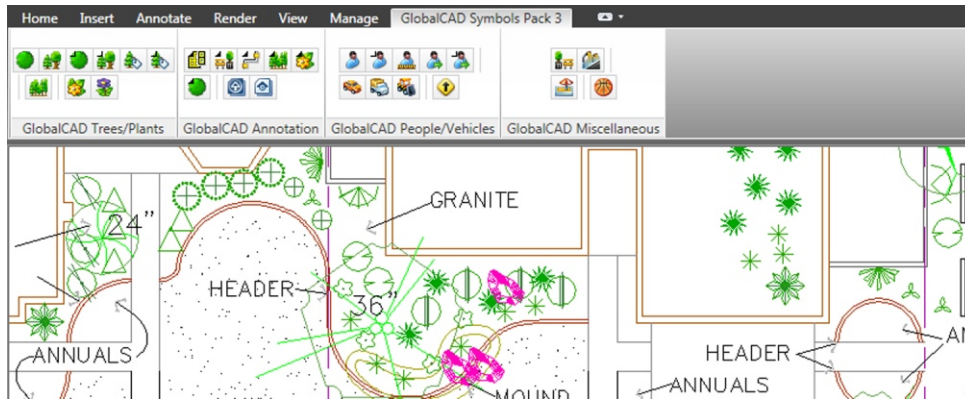 Home Insert Annotate Render View Manage GlobalCAD Symbols Pack 3
GlobalCAD Trees/Plants GlobalCAD Annotation GlobalCAD People/Vehicles GlobalCAD Miscellaneous
GRANITE
24"
HEADER
36"
ANNUALS
HEADER
AN
MOUND
ANNUALS